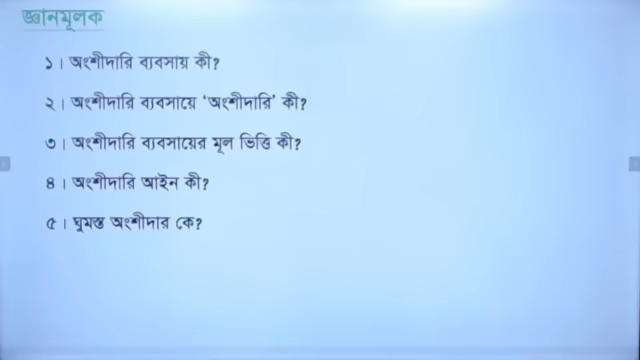 জ্ঞানমূলক
১। অংশীদারি ব্যবসায় কী?
২। অংশীদারি ব্যবসায়ে ‘অংশীদারি’ কী?
৩। অংশীদারি ব্যবসায়ের মূল ভিত্তি কী?
৪। অংশীদারি আইন কী?
৫। ঘুমন্ত অংশীদার কে?